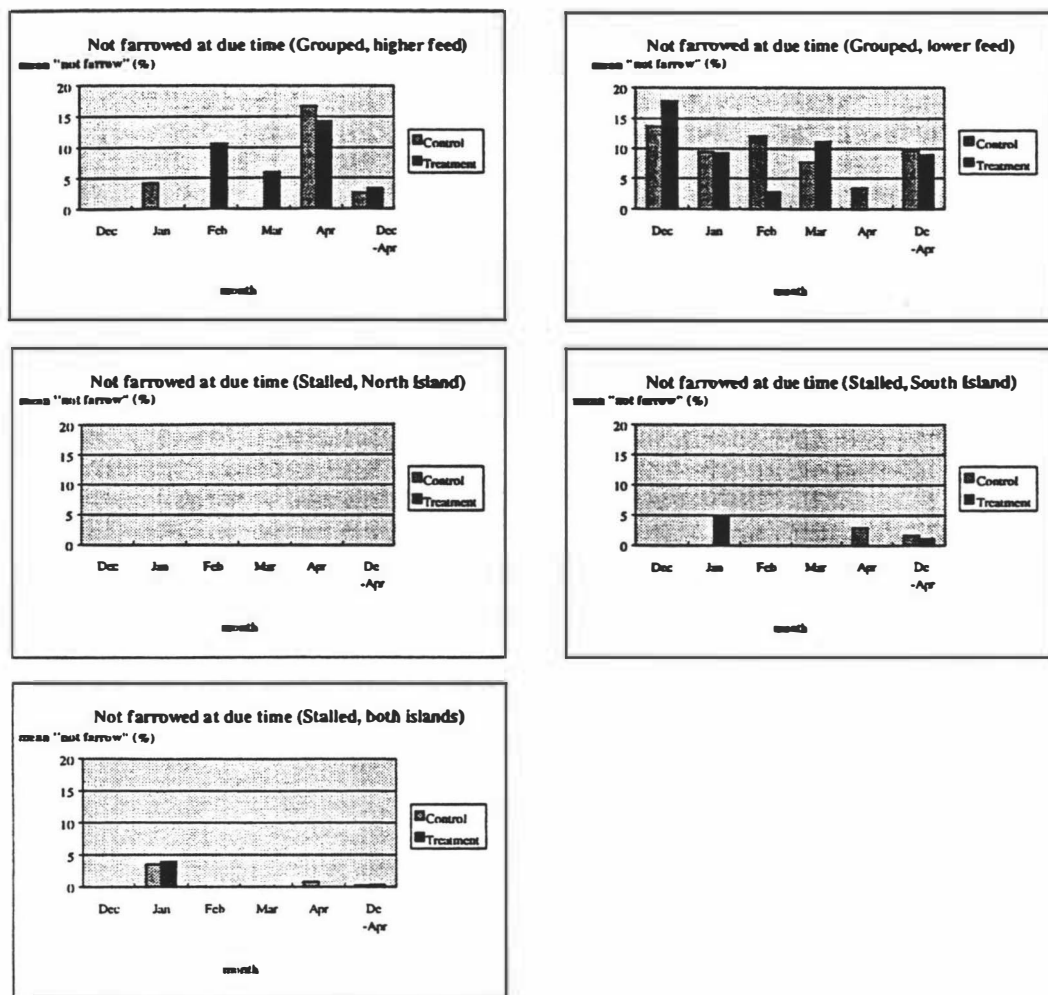 Not farrowed at due time (Grouped, higher feed)
mean "not farrow" (%)
20
15
10
5
0
Dec Jan Feb Mar Apr Dec
-Apr
month
Control
Treatment
Not farrowed at due time (Grouped, lower feed)
mean "not farrow" (%)
20
15
10
5
0
Dec Jan Feb Mar Apr De
-Apr
month
Control
Treatment
Not farrowed at due time (Stalled, North island)
mean "not farrow" (%)
20
15
10
5
0
Dec Jan Feb Mar Apr De
-Apr
month
Control
Treatment
Not farrowed at due time (Stalled, South island)
mean "not farrow" (%)
20
15
10
5
0
Dec Jan Feb Mar Apr De
-Apr
month
Control
Treatment
Not farrowed at due time (Stalled, both islands)
mean "not farrow" (%)
20
15
10
5
0
Dec Jan Feb Mar Apr De
-Apr
month
Control
Treatment